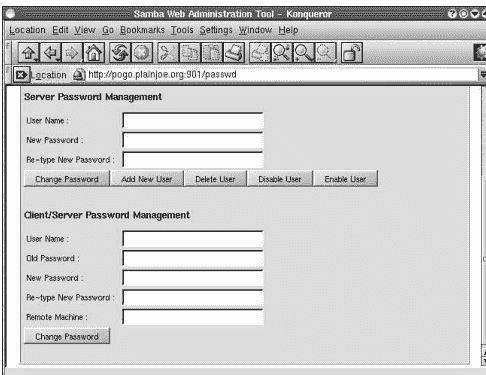 Samba Web Administration Tool - Konqueror
Location Edit View Go Bookmarks Tools Settings Window Help
Location http://pogo.plainjoe.org:901/passwd
Server Password Management
User Name :
New Password :
Re-type New Password :
Change Password Add New User Delete User Disable User Enable User
Client/Server Password Management
User Name :
Old Password :
New Password :
Re-type New Password :
Remote Machine :
Change Password